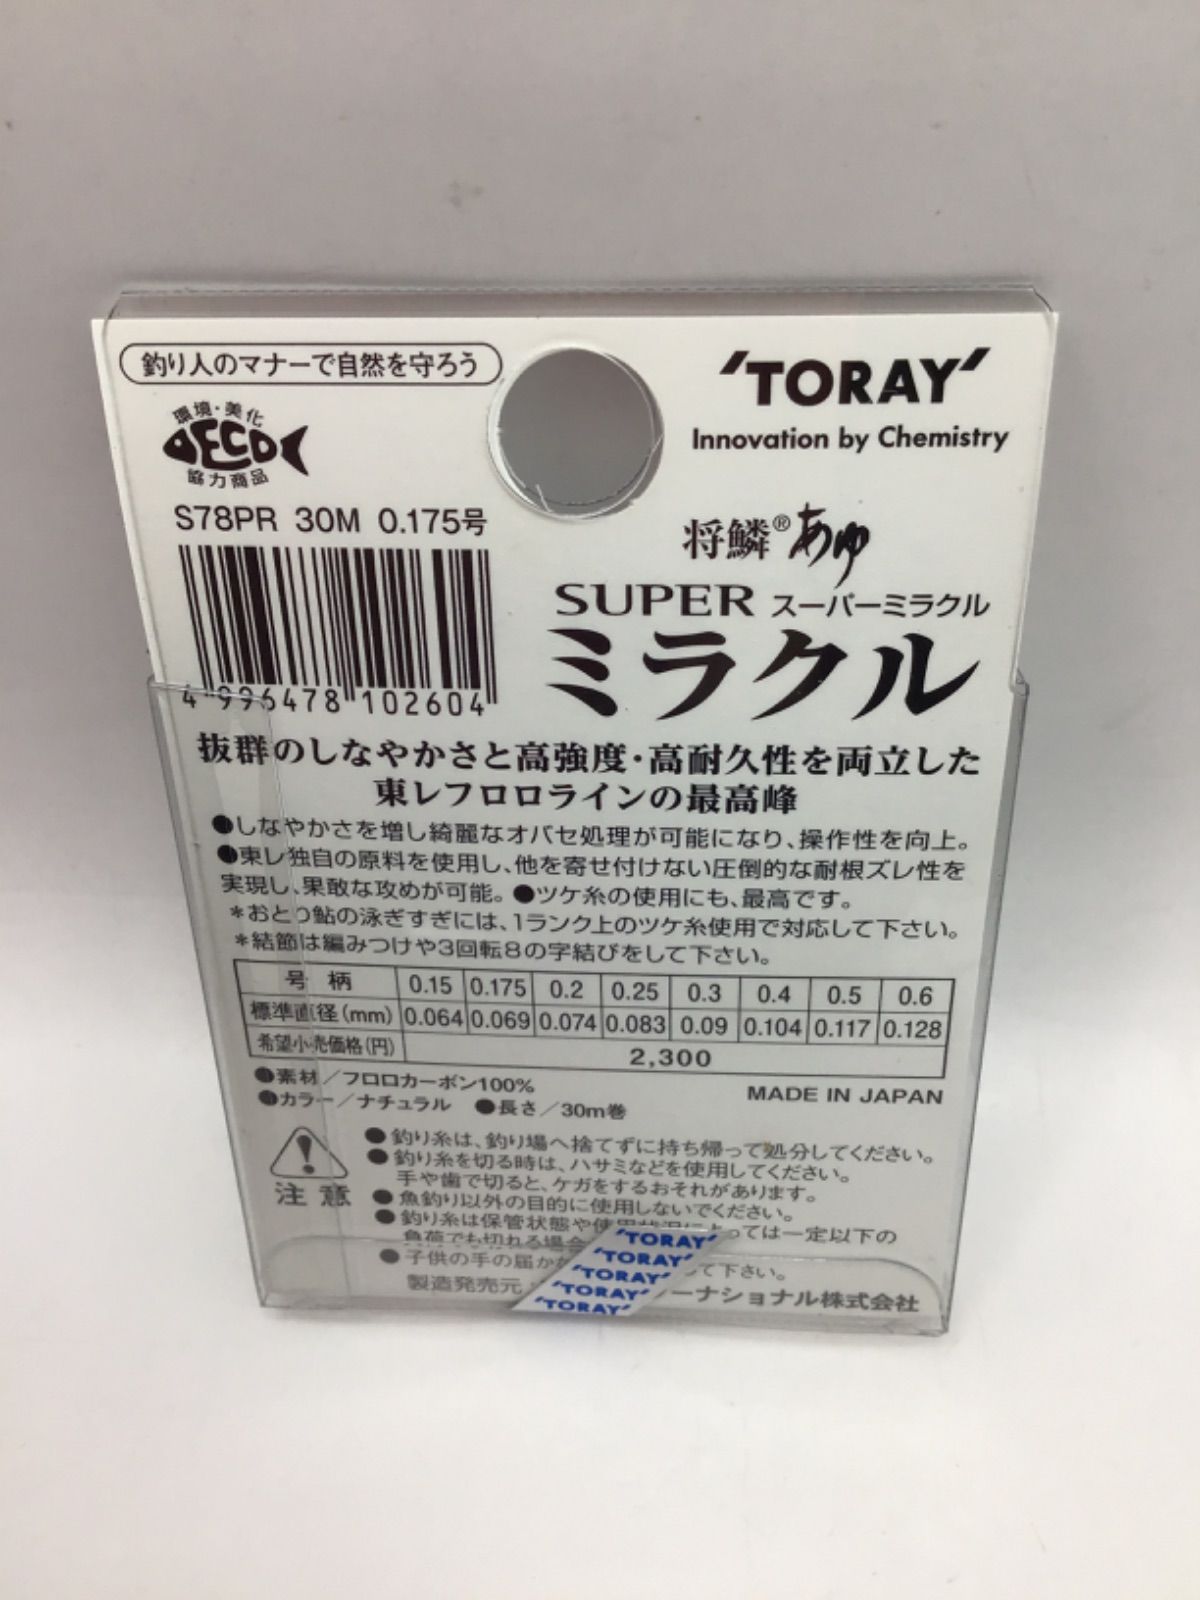 釣り人のマナーで自然を守ろう
'TORAY'
Innovation by Chemistry
環境・美化
ECO
協力商品
S78PR 30M 0.175号
4 996478 102604
将鱗®あゆ
SUPER スーパーミラクル
ミラクル
抜群のしなやかさと高強度・高耐久性を両立した
東レフロロラインの最高峰
●しなやかさを増し綺麗なオバセ処理が可能になり、操作性を向上。
●東レ独自の原料を使用し、他を寄せ付けない圧倒的な耐根ズレ性を
実現し、果敢な攻めが可能。●ツケ糸の使用にも、最高です。
*おとり鮎の泳ぎすぎには、1ランク上のツケ糸使用で対応して下さい。
*結節は編みつけや3回転8の字結びをして下さい。
号 柄 0.15 0.175 0.2 0.25 0.3 0.4 0.5 0.6
標準直径(mm) 0.064 0.069 0.074 0.083 0.09 0.104 0.117 0.128
希望小売価格(円) 2,300
●素材/フロロカーボン100%
●カラー/ナチュラル ●長さ/30m巻
MADE IN JAPAN
注 意
●釣り糸は、釣り場へ捨てずに持ち帰って処分してください。
●釣り糸を切る時は、ハサミなどを使用してください。
手や歯で切ると、ケガをするおそれがあります。
●魚釣り以外の目的に使用しないでください。
●釣り糸は保管状態や使用状況によっては一定以下の
負荷でも切れる場合
●子供の手の届か して下さい。
製造発売元 ーナショナル株式会社
'TORAY'
'TORAY'
'TORAY'
'TORAY'
'TORAY'